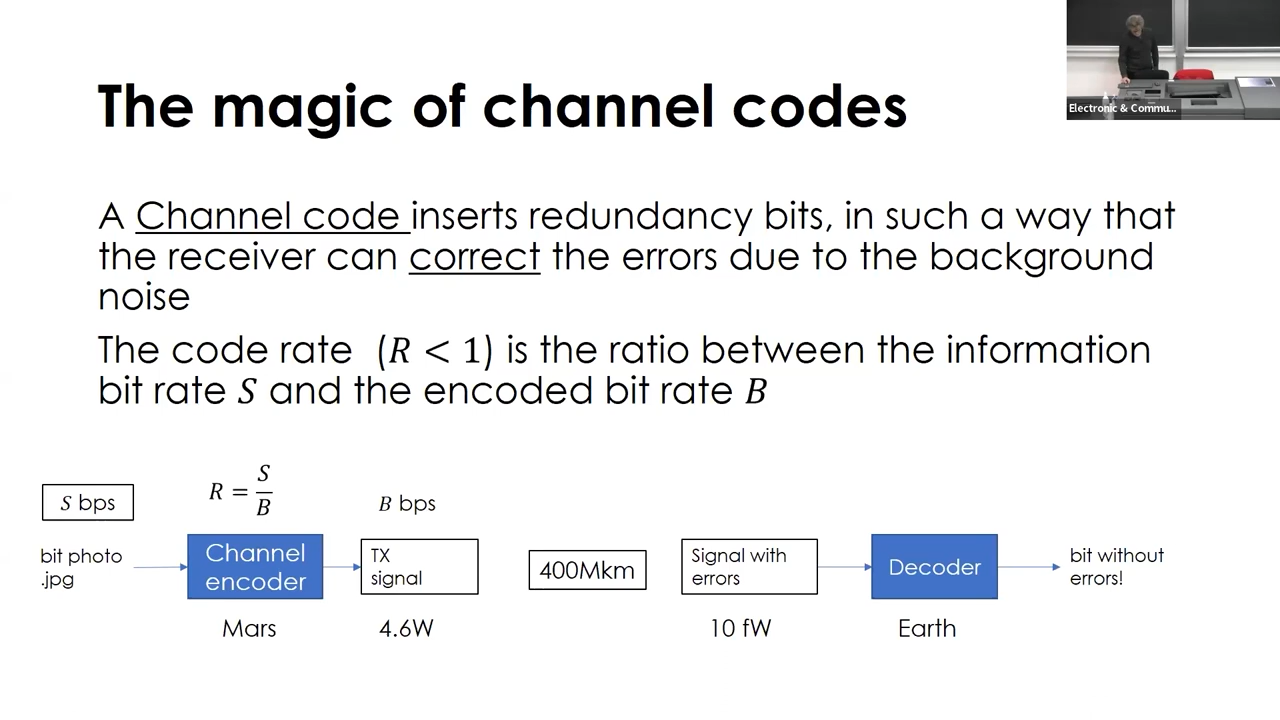 Electronic & Commu...
The magic of channel codes
A Channel code inserts redundancy bits, in such a way that
the receiver can correct the errors due to the background
noise
The code rate (R < 1) is the ratio between the information
bit rate S and the encoded bit rate B
S bps
R = S/B
B bps
bit photo
.jpg
Channel
encoder
TX
signal
400Mkm
Signal with
errors
Decoder
bit without
errors!
Mars
4.6W
10 fW
Earth